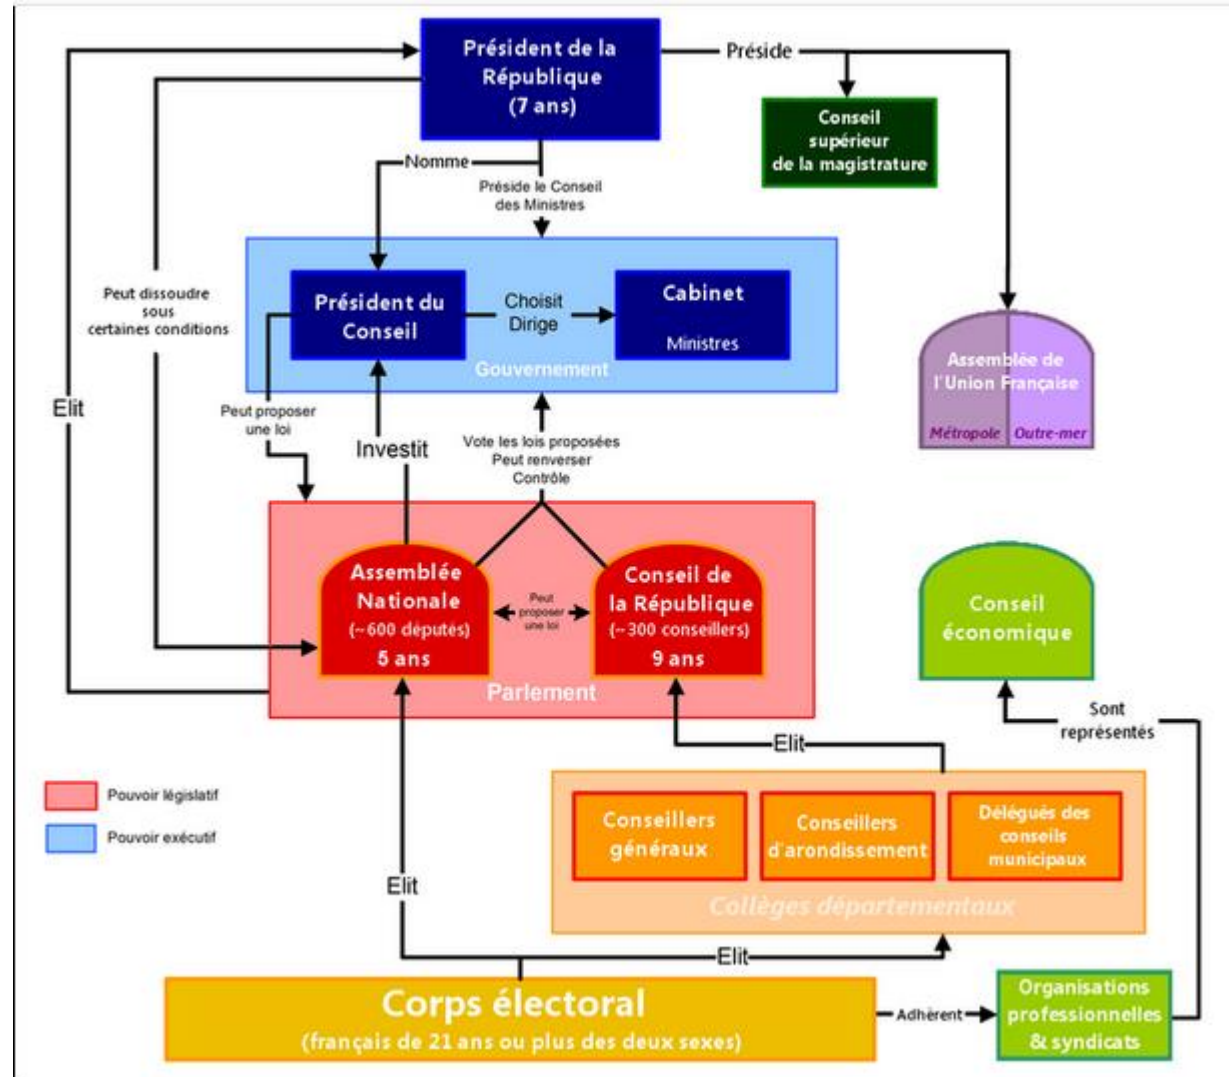 Président de la
République
(7 ans)
Préside
Conseil
supérieur
de la magistrature
Nomme
Préside le Conseil
des Ministres
Peut dissoudre
sous
certaines conditions
Président du
Conseil
Choisit
Dirige
Cabinet
Ministres
Gouvernement
Assemblée de
l'Union Française
Métropole
Outre-mer
Elit
Peut proposer
une loi
Investit
Vote les lois proposées
Peut renverser
Contrôle
Assemblée
Nationale
(~600 députés)
5 ans
Peut
proposer
une loi
Conseil de
la République
(~300 conseillers)
9 ans
Parlement
Conseil
économique
Sont
représentés
Elit
Pouvoir législatif
Pouvoir exécutif
Conseillers
généraux
Conseillers
d'arondissement
Délégués des
conseils
municipaux
Collèges départementaux
Elit
Elit
Corps électoral
(français de 21 ans ou plus des deux sexes)
Adhèrent
Organisations
professionnelles
& syndicats